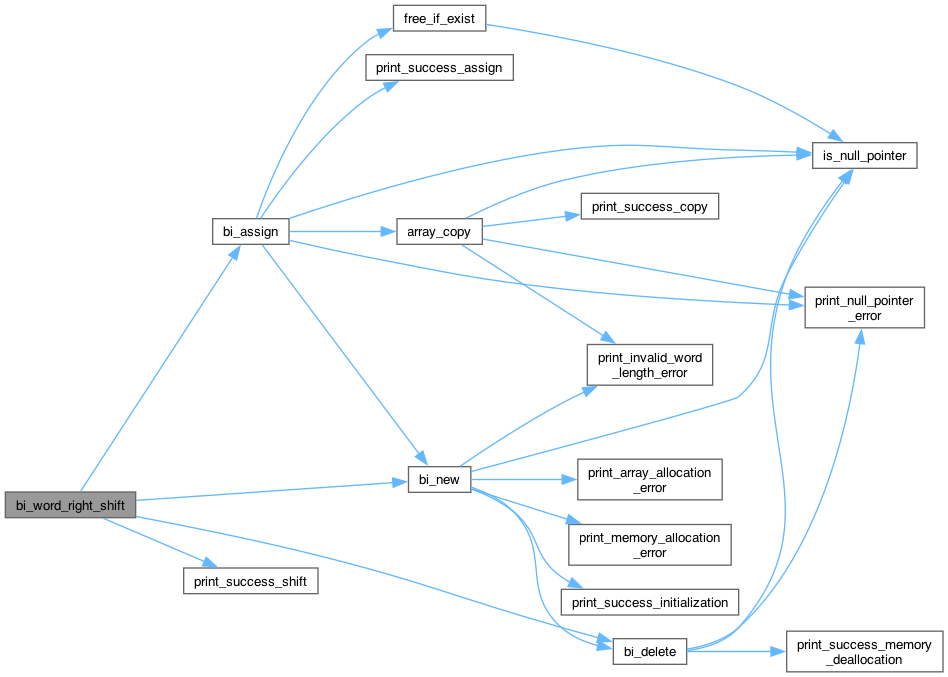 free_if_exist
print_success_assign
is_null_pointer
print_success_copy
bi_assign
array_copy
print_null_pointer
_error
print_invalid_word
_length_error
bi_new
print_array_allocation
_error
bi_word_right_shift
print_memory_allocation
_error
print_success_shift
print_success_initialization
bi_delete
print_success_memory
_deallocation